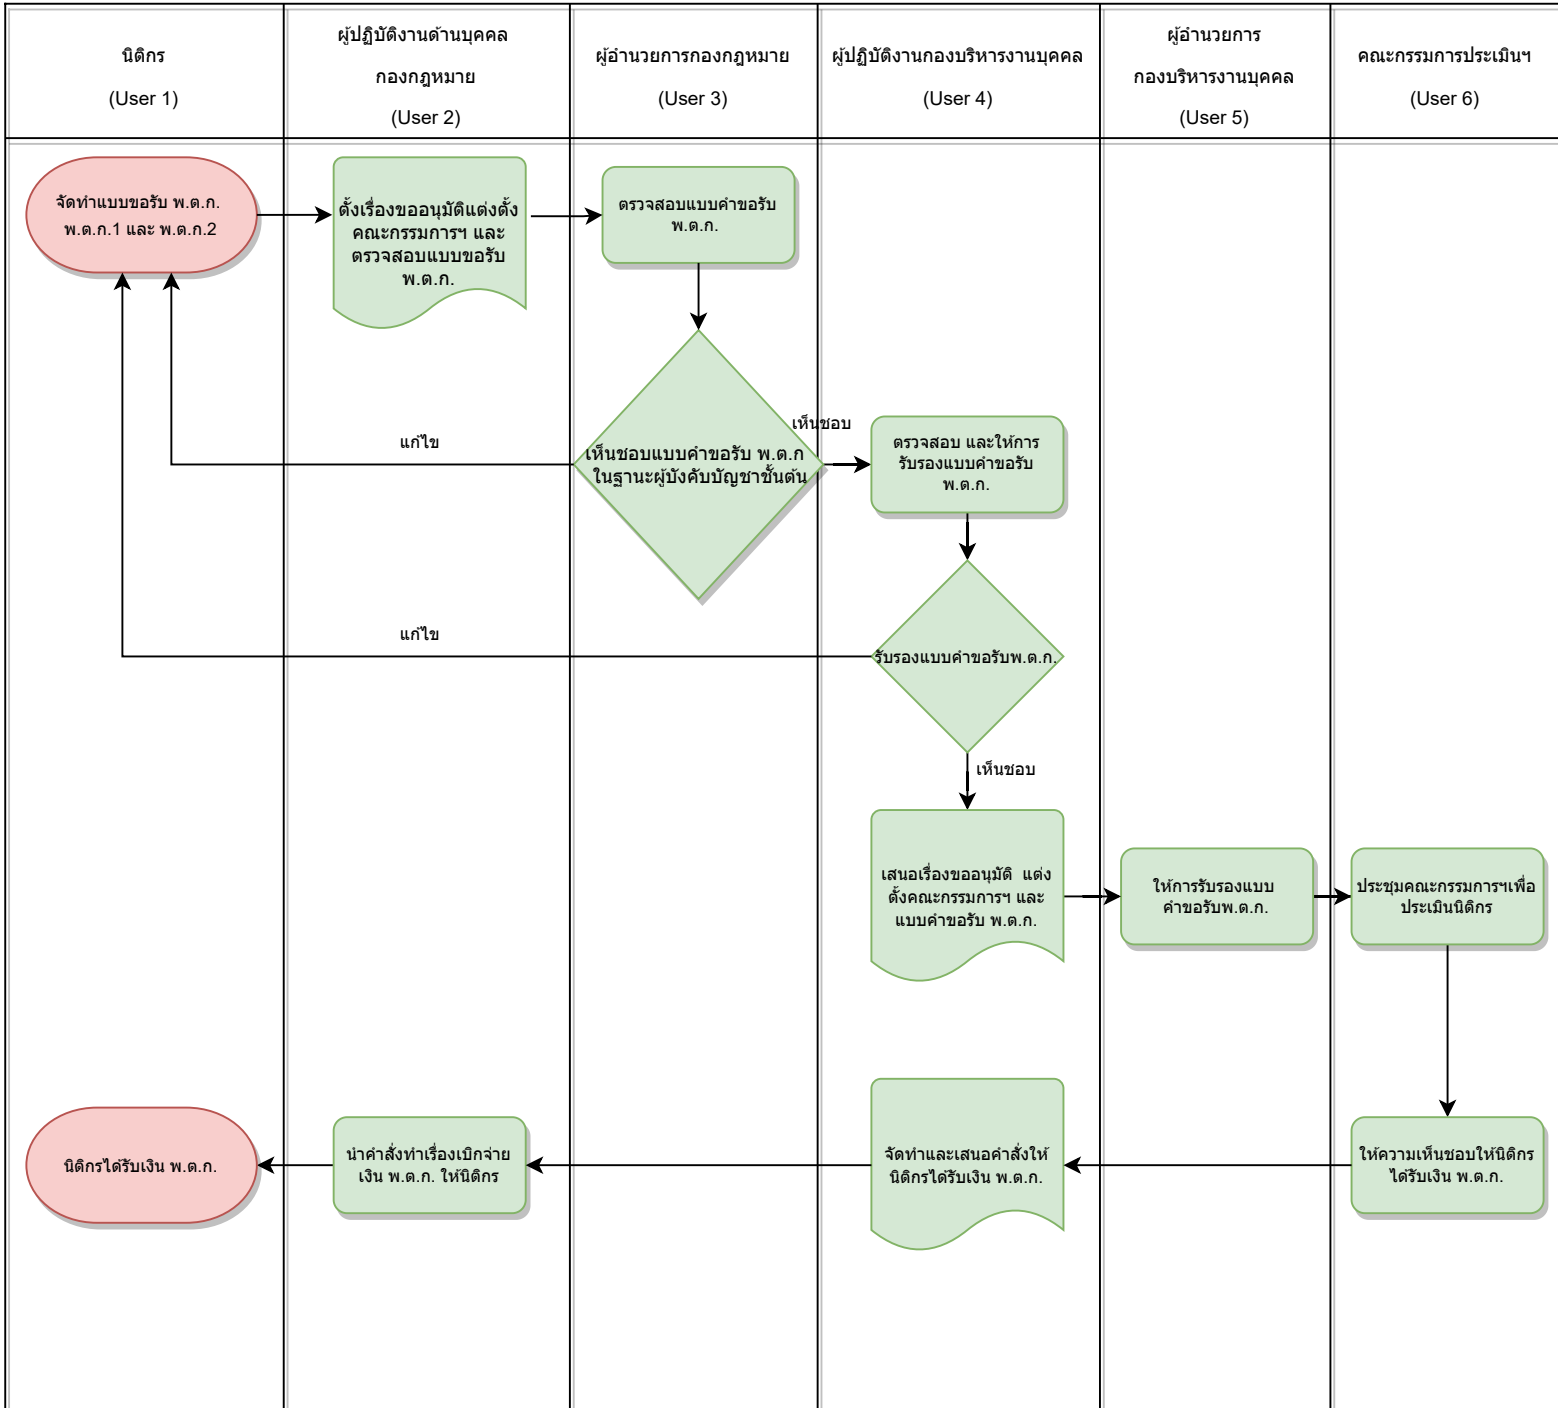 นิติกร
(User 1)
ผู้ปฏิบัติงานด้านบุคคล
กองกฎหมาย
(User 2)
ผู้อำนวยการกองกฎหมาย
(User 3)
ผู้ปฏิบัติงานกองบริหารงานบุคคล
(User 4)
ผู้อำนวยการ
กองบริหารงานบุคคล
(User 5)
คณะกรรมการประเมินฯ
(User 6)
จัดทำแบบขอรับ พ.ต.ก.
พ.ต.ก.1 และ พ.ต.ก.2
ตั้งเรื่องขออนุมัติแต่งตั้ง
คณะกรรมการฯ และ
ตรวจสอบแบบขอรับ
พ.ต.ก.
ตรวจสอบแบบคำขอรับ
พ.ต.ก.
เห็นชอบแบบคำขอรับ พ.ต.ก
ในฐานะผู้บังคับบัญชาชั้นต้น
แก้ไข
เห็นชอบ
ตรวจสอบ และให้การ
รับรองแบบคำขอรับ
พ.ต.ก.
แก้ไข
รับรองแบบคำขอรับพ.ต.ก.
เห็นชอบ
เสนอเรื่องขออนุมัติ แต่ง
ตั้งคณะกรรมการฯ และ
แบบคำขอรับ พ.ต.ก.
ให้การรับรองแบบ
คำขอรับพ.ต.ก.
ประชุมคณะกรรมการฯเพื่อ
ประเมินนิติกร
นิติกรได้รับเงิน พ.ต.ก.
นำคำสั่งทำเรื่องเบิกจ่าย
เงิน พ.ต.ก. ให้นิติกร
จัดทำและเสนอคำสั่งให้
นิติกรได้รับเงิน พ.ต.ก.
ให้ความเห็นชอบให้นิติกร
ได้รับเงิน พ.ต.ก.